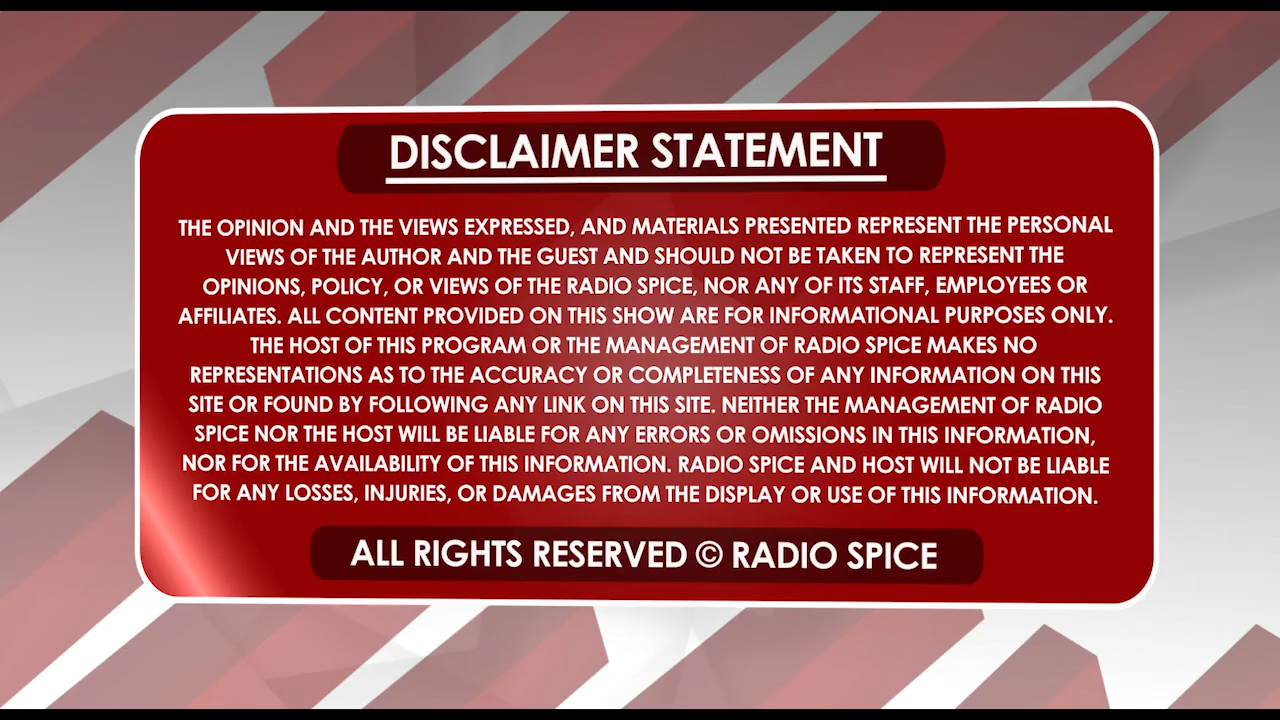 DISCLAIMER STATEMENT
THE OPINION AND THE VIEWS EXPRESSED, AND MATERIALS PRESENTED REPRESENT THE PERSONAL
VIEWS OF THE AUTHOR AND THE GUEST AND SHOULD NOT BE TAKEN TO REPRESENT THE
OPINIONS, POLICY, OR VIEWS OF THE RADIO SPICE, NOR ANY OF ITS STAFF, EMPLOYEES OR
AFFILIATES. ALL CONTENT PROVIDED ON THIS SHOW ARE FOR INFORMATIONAL PURPOSES ONLY.
THE HOST OF THIS PROGRAM OR THE MANAGEMENT OF RADIO SPICE MAKES NO
REPRESENTATIONS AS TO THE ACCURACY OR COMPLETENESS OF ANY INFORMATION ON THIS
SITE OR FOUND BY FOLLOWING ANY LINK ON THIS SITE. NEITHER THE MANAGEMENT OF RADIO
SPICE NOR THE HOST WILL BE LIABLE FOR ANY ERRORS OR OMISSIONS IN THIS INFORMATION,
NOR FOR THE AVAILABILITY OF THIS INFORMATION. RADIO SPICE AND HOST WILL NOT BE LIABLE
FOR ANY LOSSES, INJURIES, OR DAMAGES FROM THE DISPLAY OR USE OF THIS INFORMATION.
ALL RIGHTS RESERVED © RADIO SPICE